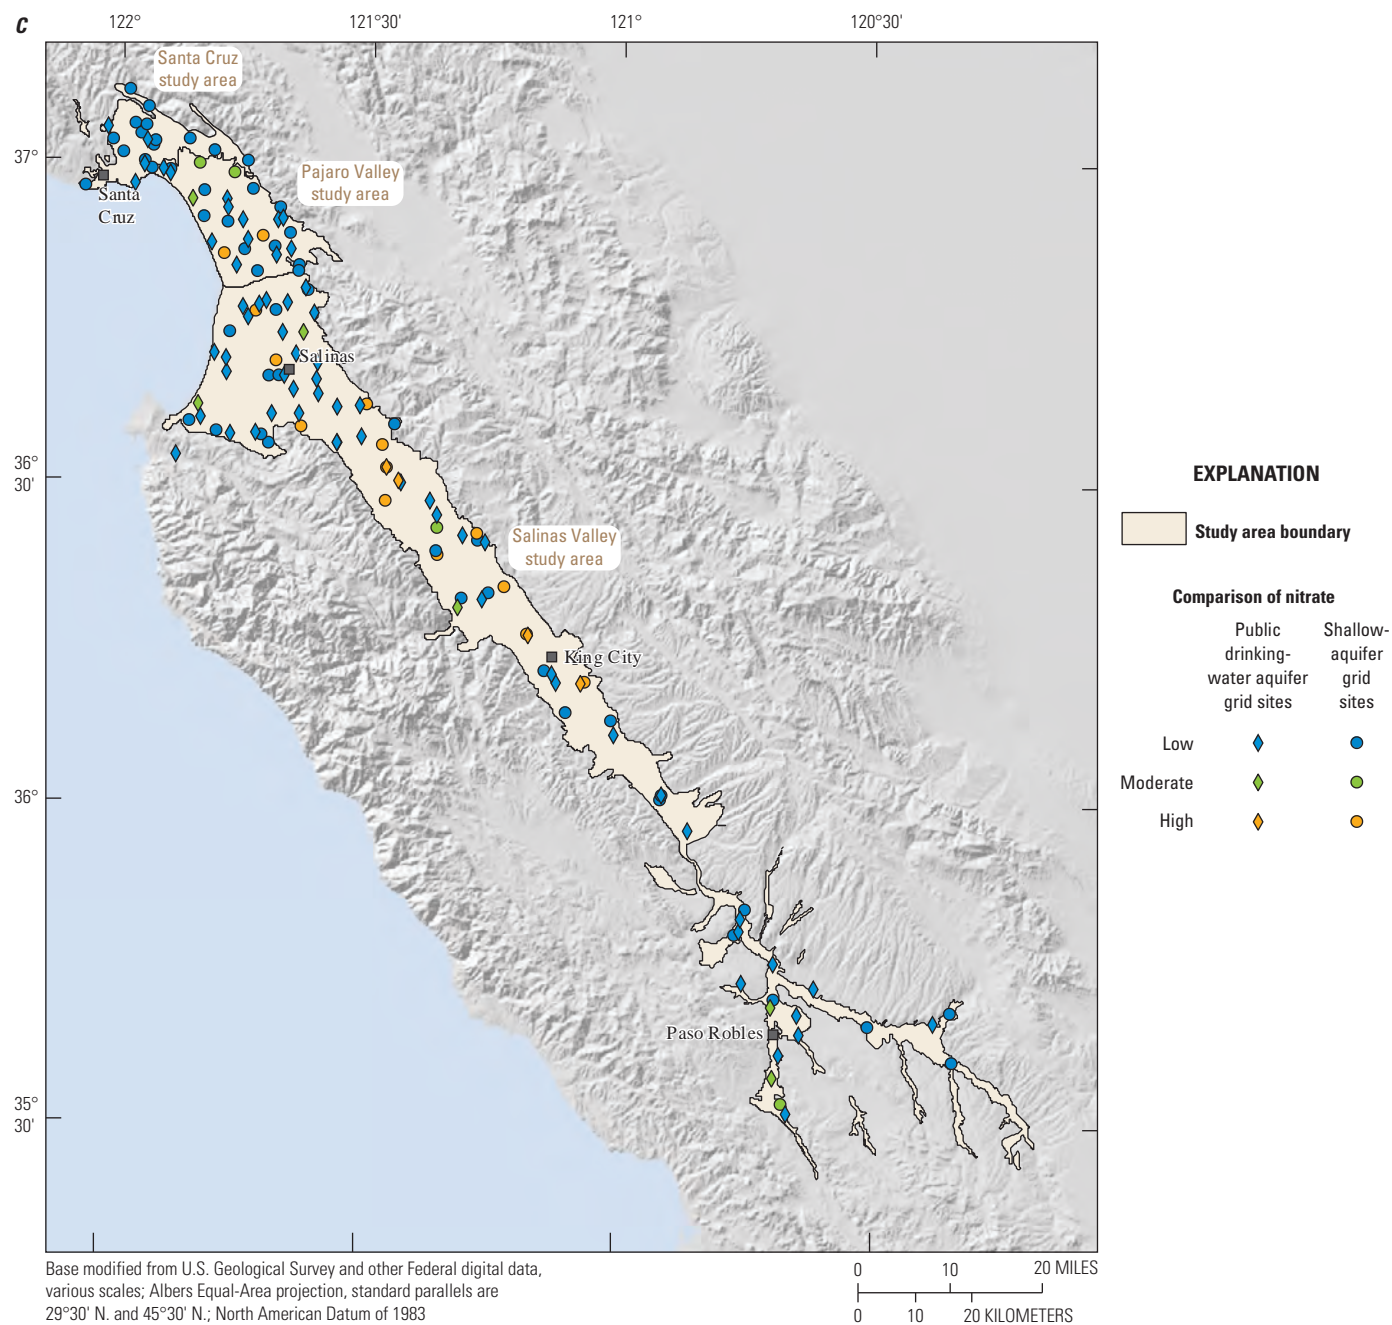 C
122°
121°30'
121°
120°30'
Santa Cruz
study area
37°
Pajaro Valley
study area
Santa
Cruz
Salinas
36°
30'
Salinas Valley
study area
King City
36°
Paso Robles
35°
30'
EXPLANATION
Study area boundary
Comparison of nitrate
Public
drinking-
water aquifer
grid sites
Shallow-
aquifer
grid
sites
Low
Moderate
High
Base modified from U.S. Geological Survey and other Federal digital data,
various scales; Albers Equal-Area projection, standard parallels are
29°30' N. and 45°30' N.; North American Datum of 1983
0 10 20 MILES
0 10 20 KILOMETERS